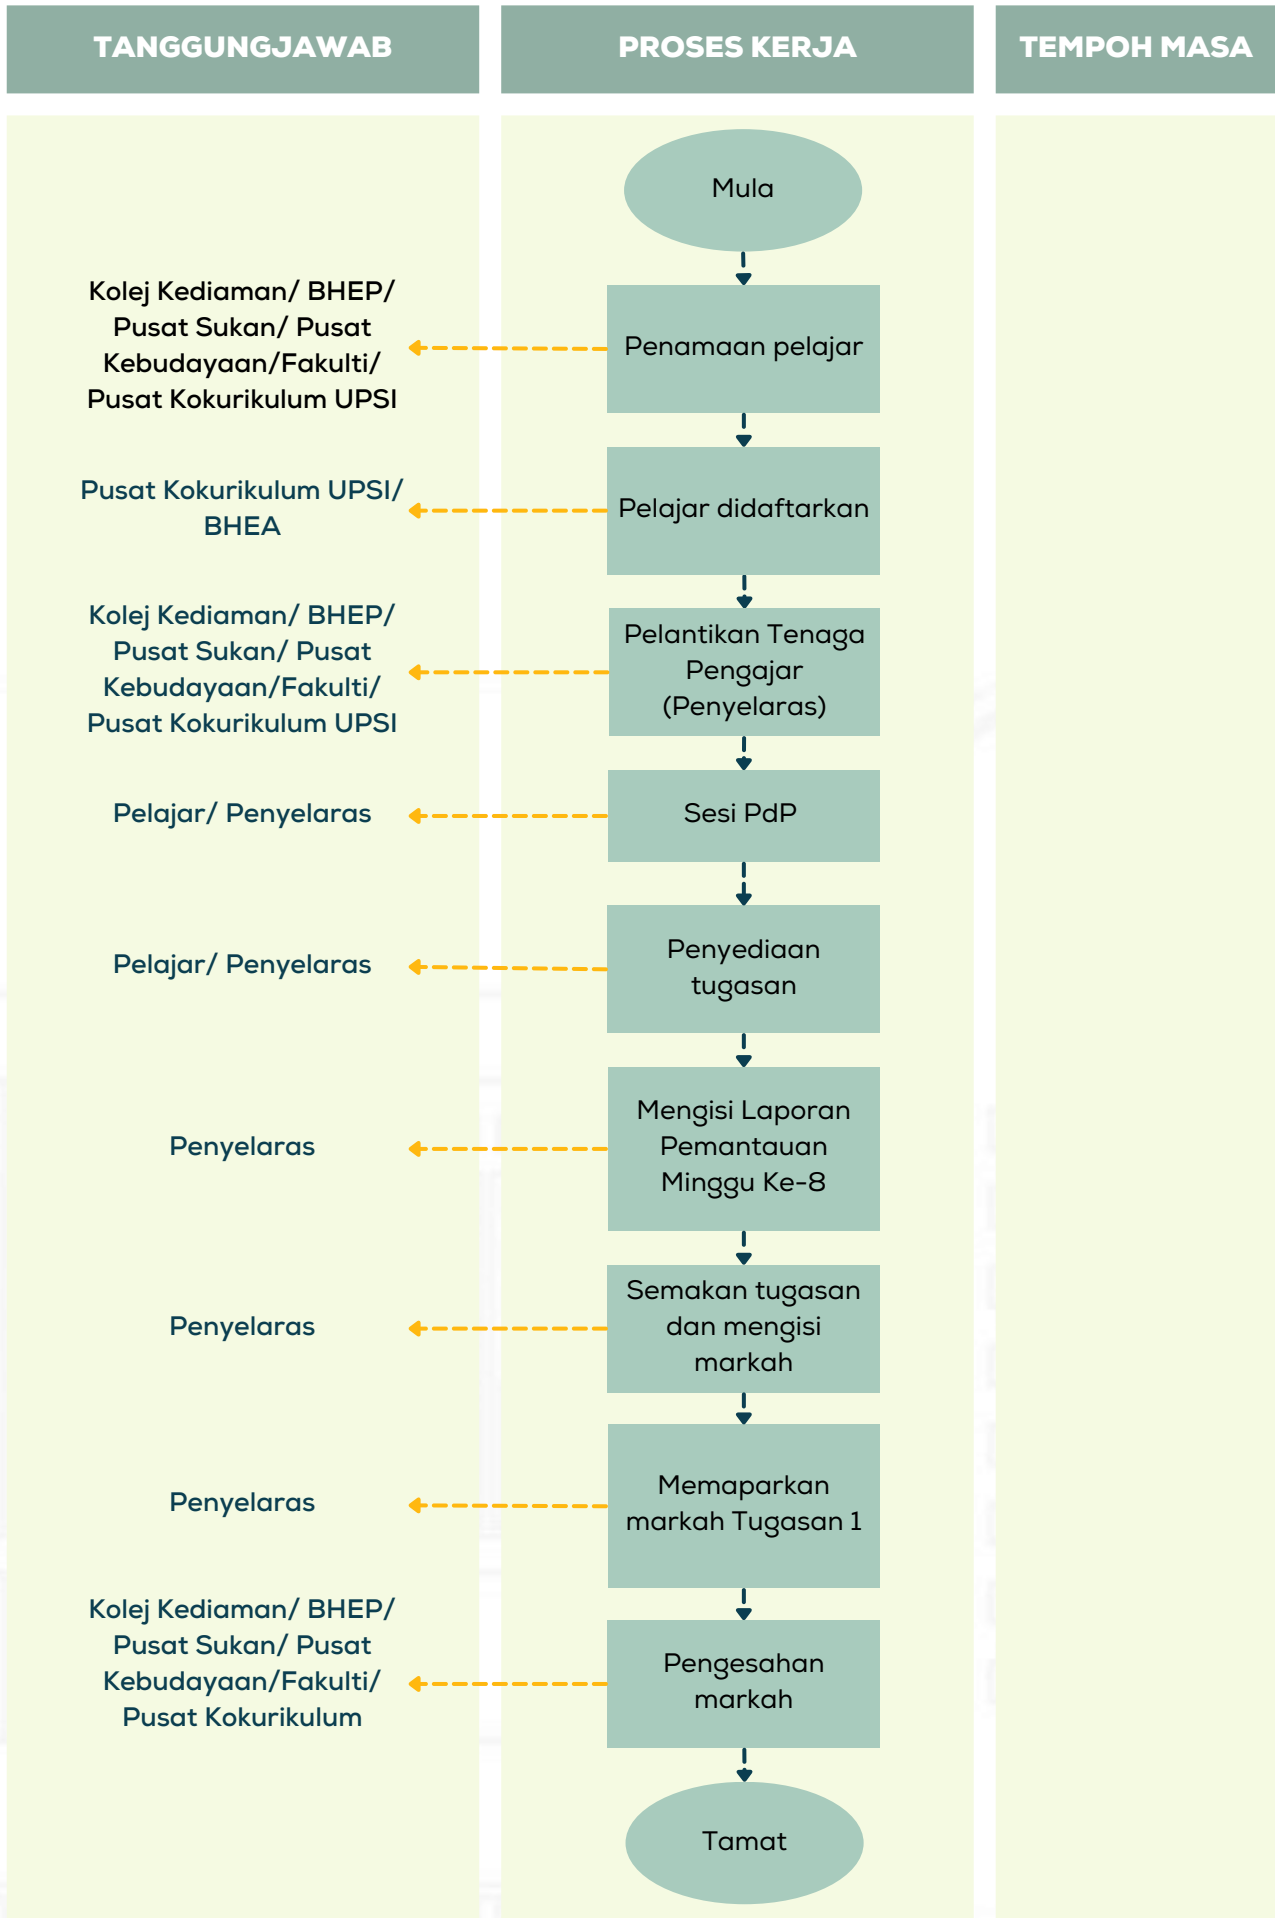 TANGGUNGJAWAB
PROSES KERJA
TEMPOH MASA
Mula
Kolej Kediaman/ BHEP/
Pusat Sukan/ Pusat
Kebudayaan/Fakulti/
Pusat Kokurikulum UPSI
Penamaan pelajar
Pusat Kokurikulum UPSI/
BHEA
Pelajar didaftarkan
Kolej Kediaman/ BHEP/
Pusat Sukan/ Pusat
Kebudayaan/Fakulti/
Pusat Kokurikulum UPSI
Pelantikan Tenaga
Pengajar
(Penyelaras)
Pelajar/ Penyelaras
Sesi PdP
Pelajar/ Penyelaras
Penyediaan
tugasan
Penyelaras
Mengisi Laporan
Pemantauan
Minggu Ke-8
Penyelaras
Semakan tugasan
dan mengisi
markah
Penyelaras
Memaparkan
markah Tugasan 1
Kolej Kediaman/ BHEP/
Pusat Sukan/ Pusat
Kebudayaan/Fakulti/
Pusat Kokurikulum
Pengesahan
markah
Tamat